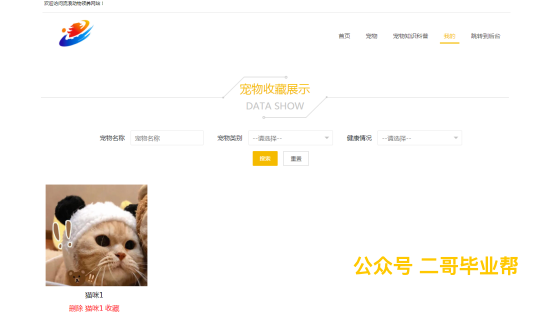 欢迎访问流浪动物领养网站！
首页 宠物 宠物知识科普 我的 跳转到后台
宠物收藏展示
DATA SHOW
宠物名称 宠物名称 宠物类别 --请选择-- 健康情况 --请选择--
搜索 重置
公众号 二哥毕业帮
猫咪1
删除 猫咪1 收藏